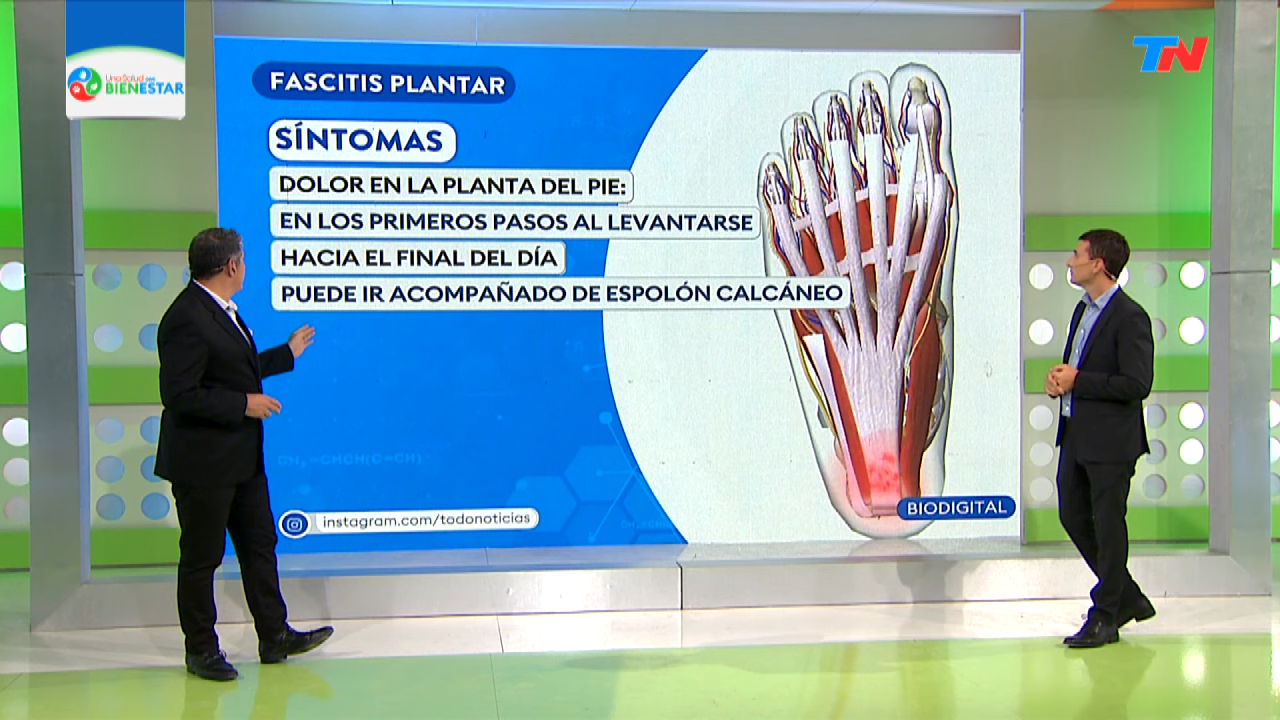 Una Salud con
BIENESTAR
TN
FASCITIS PLANTAR
SÍNTOMAS
DOLOR EN LA PLANTA DEL PIE:
EN LOS PRIMEROS PASOS AL LEVANTARSE
HACIA EL FINAL DEL DÍA
PUEDE IR ACOMPAÑADO DE ESPOLÓN CALCÁNEO
BIODIGITAL
instagram.com/todonoticias